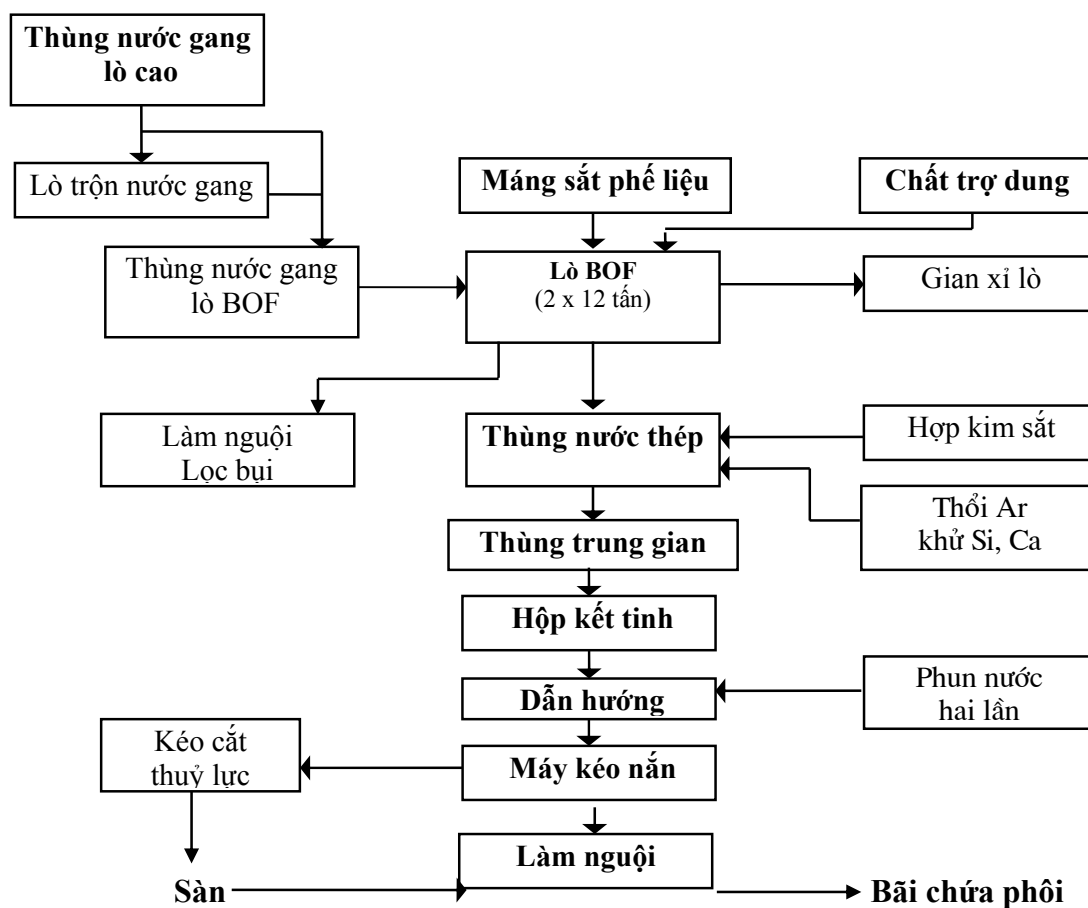 Thùng nước gang
lò cao
Lò trộn nước gang
Máng sắt phế liệu
Chất trợ dung
Thùng nước gang
lò BOF
Lò BOF
(2 x 12 tấn)
Gian xỉ lò
Làm nguội
Lọc bụi
Thùng nước thép
Hợp kim sắt
Thổi Ar
khử Si, Ca
Thùng trung gian
Hộp kết tinh
Dẫn hướng
Phun nước
hai lần
Kéo cắt
thuỷ lực
Máy kéo nắn
Làm nguội
Sàn
Bãi chứa phôi